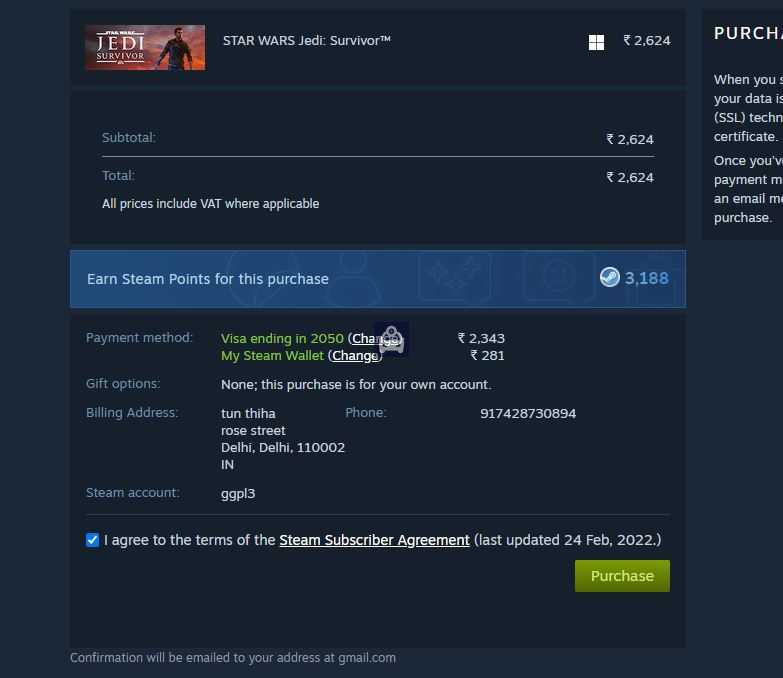 STAR WARS
JEDI
SURVIVOR
STAR WARS Jedi: Survivor™ ₹ 2,624
Subtotal: ₹ 2,624
Total: ₹ 2,624
All prices include VAT where applicable
Earn Steam Points for this purchase 3,188
Payment method: Visa ending in 2050 (Change) ₹ 2,343
My Steam Wallet (Change) ₹ 281
Gift options: None; this purchase is for your own account.
Billing Address: tun thiha Phone: 917428730894
rose street
Delhi, Delhi, 110002
IN
Steam account: ggpl3
I agree to the terms of the Steam Subscriber Agreement (last updated 24 Feb, 2022.)
Purchase
Confirmation will be emailed to your address at gmail.com
PURCHA
When you s
your data is
(SSL) techn
certificate.
Once you'v
payment m
an email me
purchase.